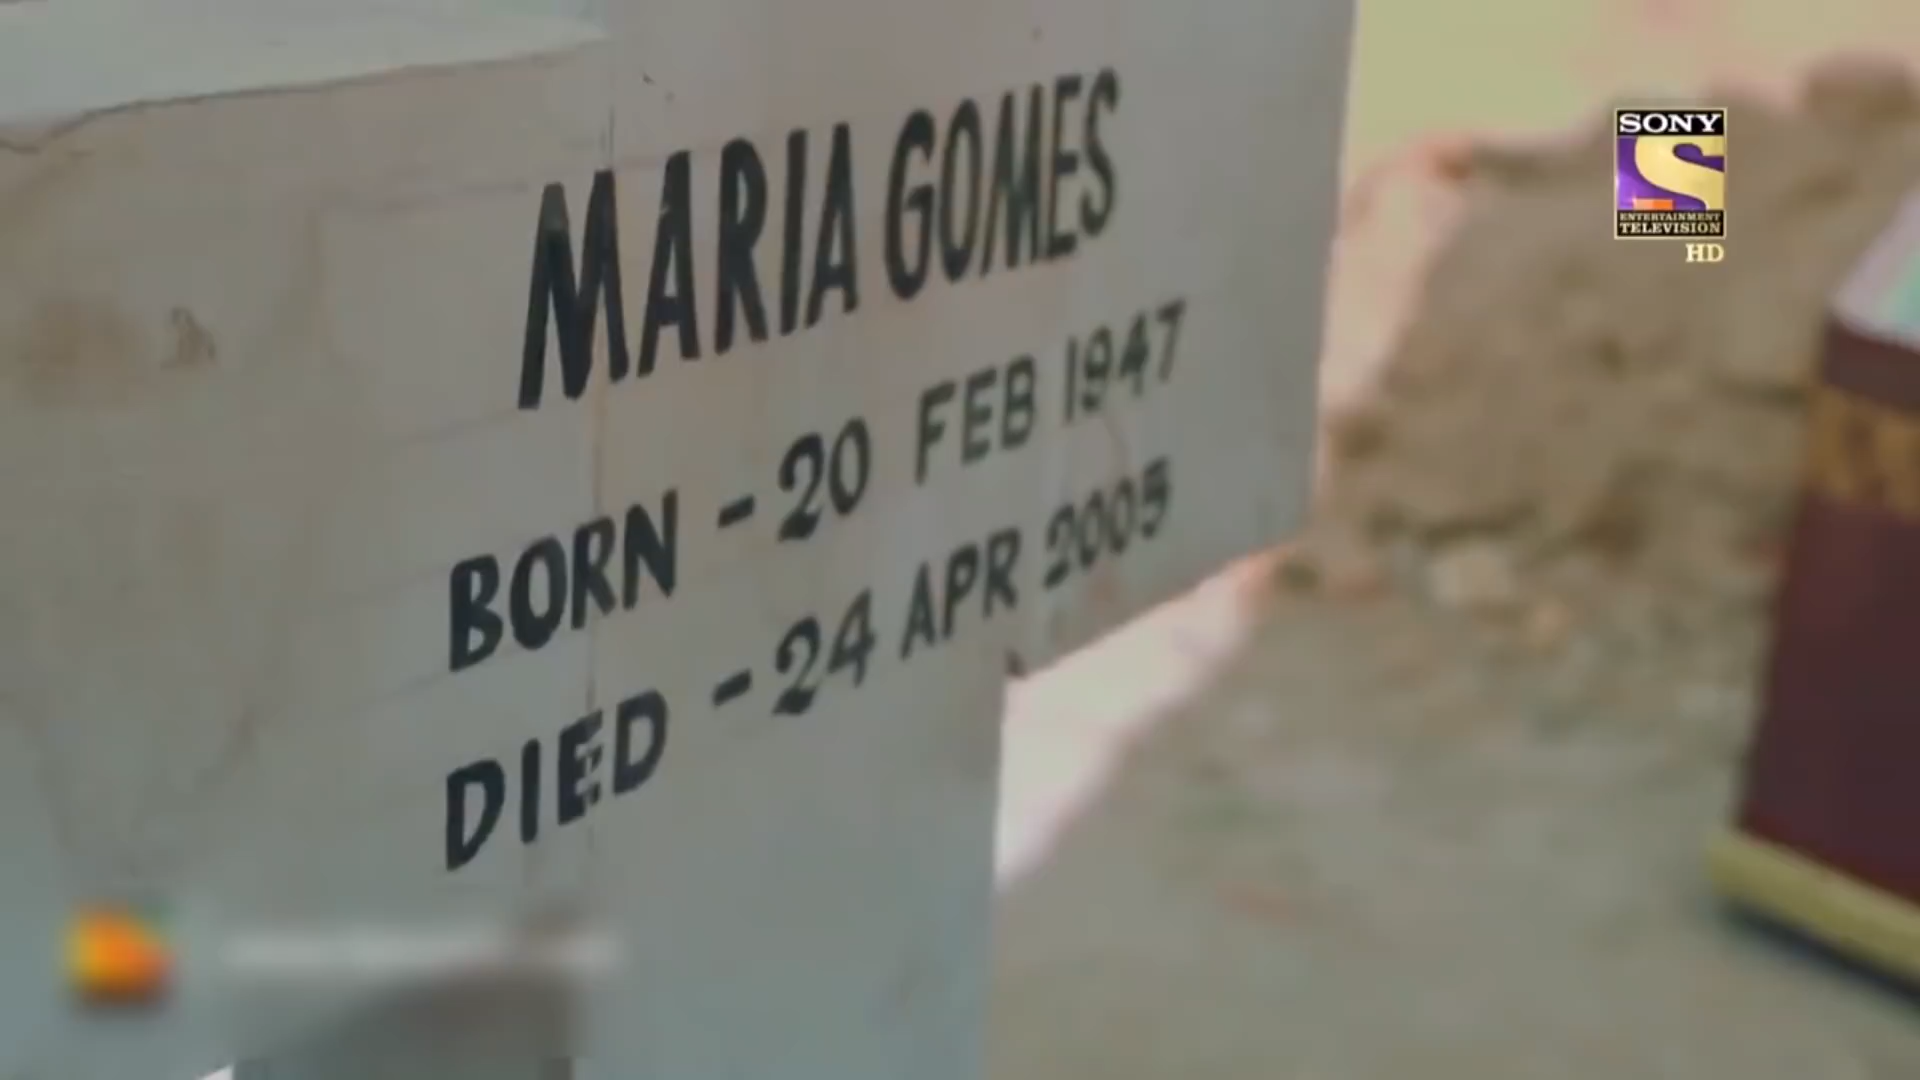 MARIA GOMES
BORN - 20 FEB 1947
DIED - 24 APR 2005
SONY
ENTERTAINMENT
TELEVISION
HD